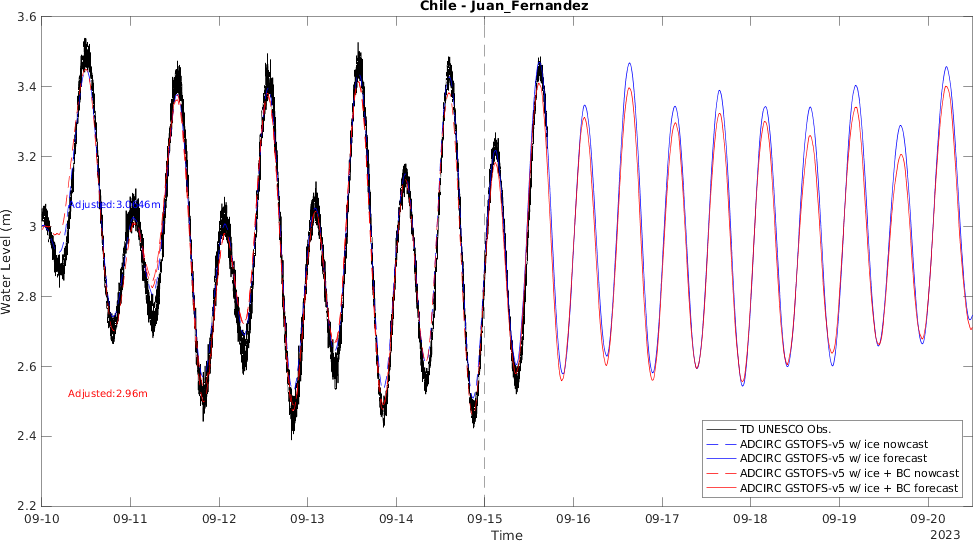 Chile - Juan_Fernandez
3.6
3.4
3.2
3
2.8
2.6
2.4
2.2
Water Level (m)
Adjusted:2.96m
TD UNESCO Obs.
ADCIRC GSTOFS-v5 w/ ice nowcast
ADCIRC GSTOFS-v5 w/ ice forecast
ADCIRC GSTOFS-v5 w/ ice + BC nowcast
ADCIRC GSTOFS-v5 w/ ice + BC forecast
09-10 09-11 09-12 09-13 09-14 09-15 09-16 09-17 09-18 09-19 09-20
Time
2023